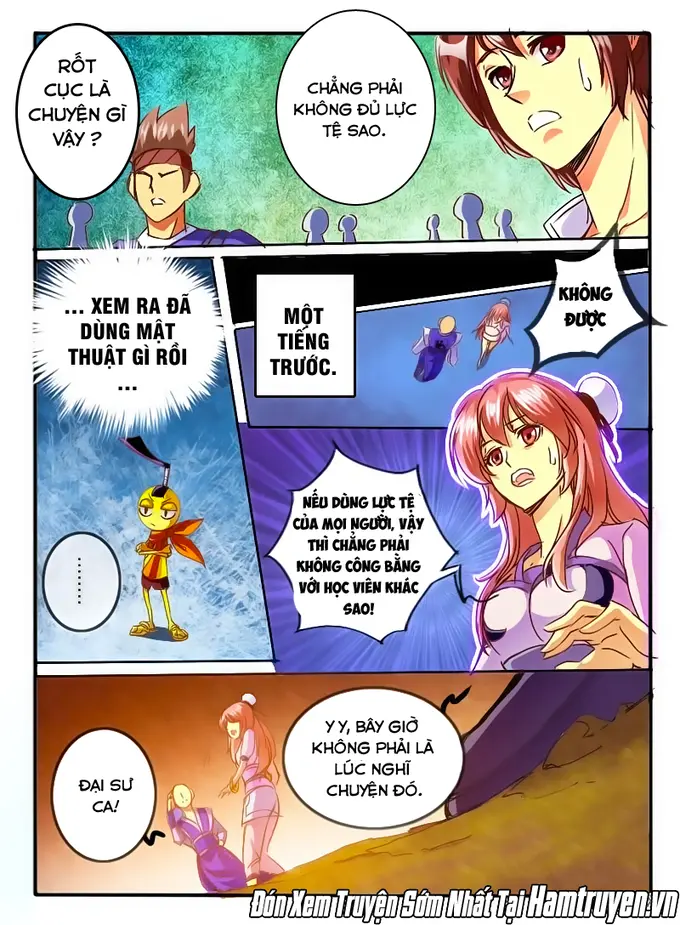 RỐT
CỤC LÀ
CHUYỆN GÌ
VẬY ?
CHẲNG PHẢI
KHÔNG ĐỦ LỰC
TỆ SAO.
... XEM RA ĐÃ
DÙNG MẬT
THUẬT GÌ RỒI
...
MỘT
TIẾNG
TRƯỚC.
KHÔNG
ĐƯỢC
NẾU DÙNG LỰC TỆ
CỦA MỌI NGƯỜI, VẬY
THÌ CHẲNG PHẢI
KHÔNG CÔNG BẰNG
VỚI HỌC VIÊN KHÁC
SAO!
........
Y Y, BÂY GIỜ
KHÔNG PHẢI LÀ
LÚC NGHĨ
CHUYỆN ĐÓ.
ĐẠI SƯ
CA!
Đón Xem Truyện Sớm Nhất Tại Hamtruyen.vn